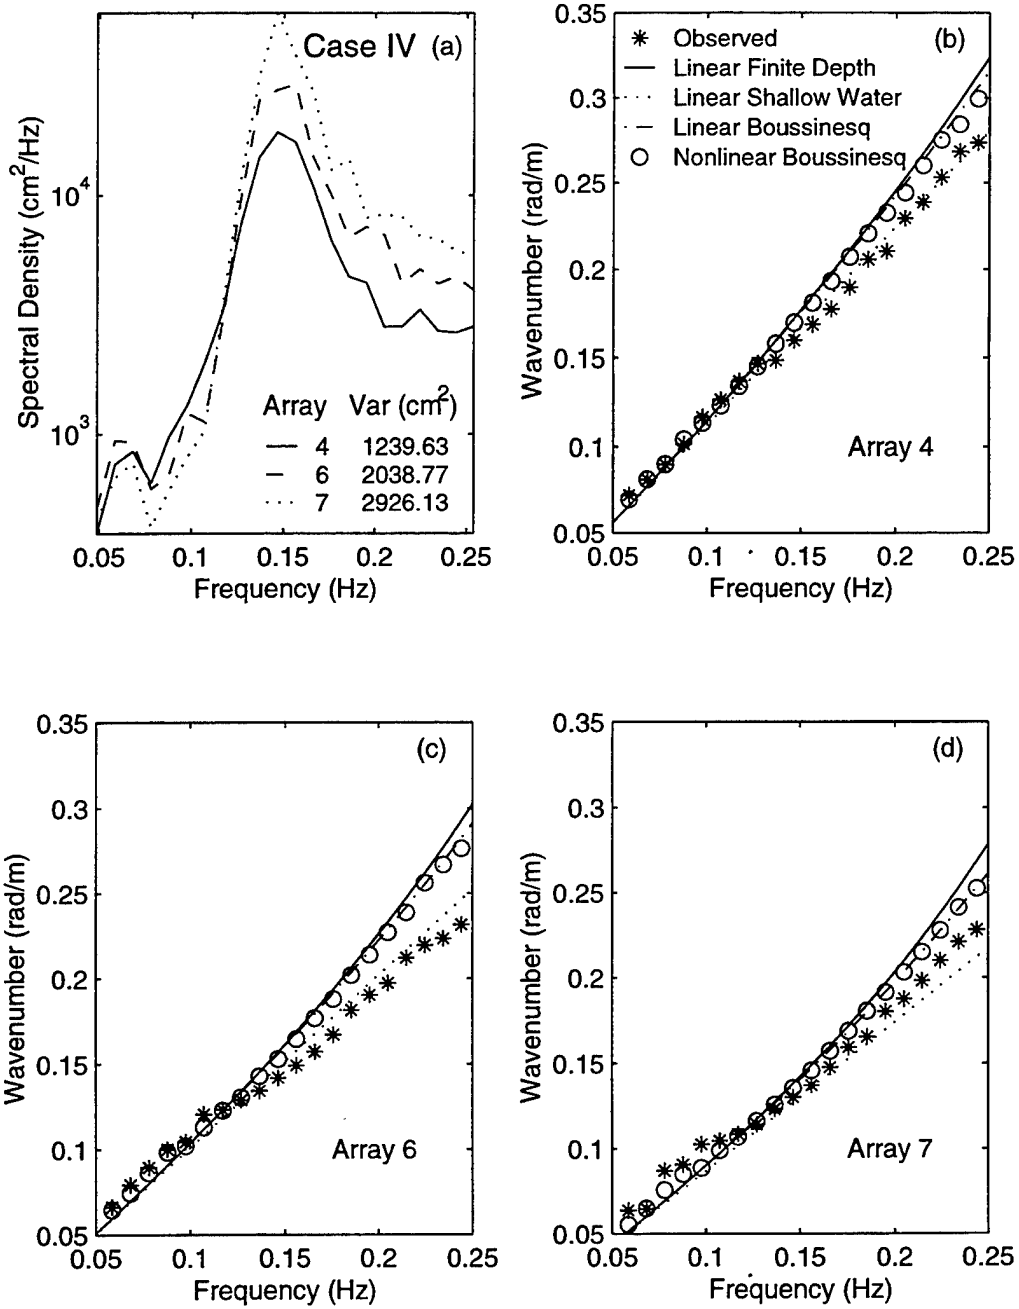 Case IV (a)
Spectral Density (cm²/Hz)
10⁴
10³
Array Var (cm²)
4 1239.63
6 2038.77
7 2926.13
0.05 0.1 0.15 0.2 0.25
Frequency (Hz)
(b)
Observed
Linear Finite Depth
Linear Shallow Water
Linear Boussinesq
Nonlinear Boussinesq
Wavenumber (rad/m)
0.35
0.3
0.25
0.2
0.15
0.1
0.05
Array 4
0.05 0.1 0.15 0.2 0.25
Frequency (Hz)
(c)
Wavenumber (rad/m)
0.35
0.3
0.25
0.2
0.15
0.1
0.05
Array 6
0.05 0.1 0.15 0.2 0.25
Frequency (Hz)
(d)
Wavenumber (rad/m)
0.35
0.3
0.25
0.2
0.15
0.1
0.05
Array 7
0.05 0.1 0.15 0.2 0.25
Frequency (Hz)